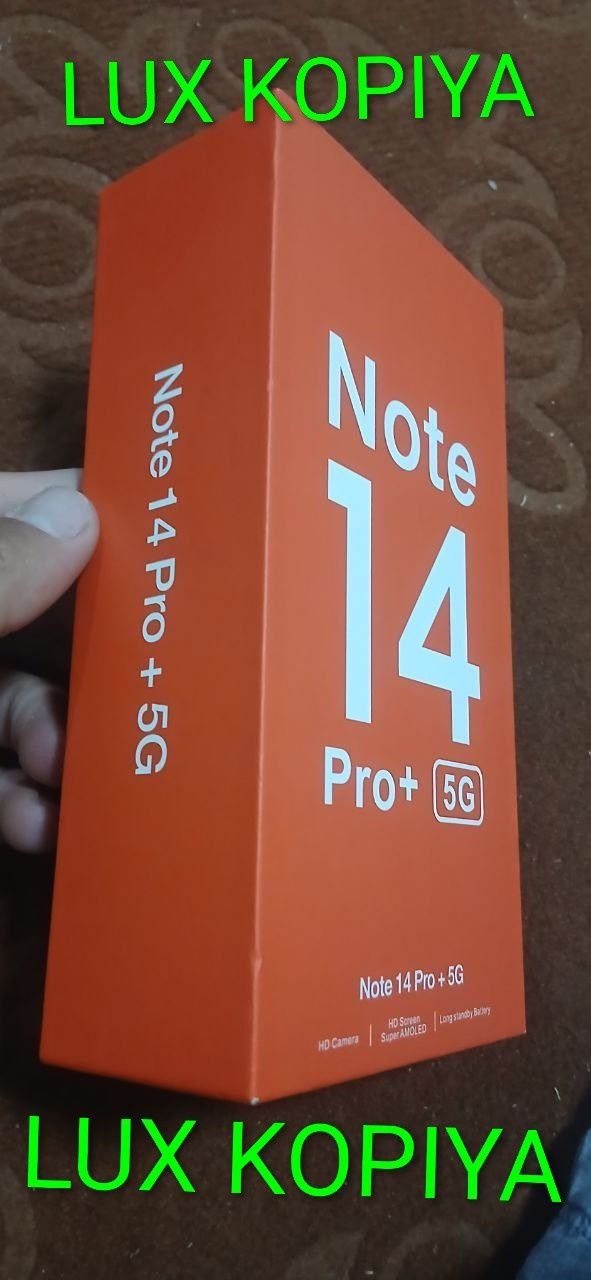 LUX KOPIYA
Note 14 Pro + 5G
Note
14
Pro+ 5G
Note 14 Pro + 5G
HD Camera
HD Screen
Super AMOLED
Long standby Battery
LUX KOPIYA